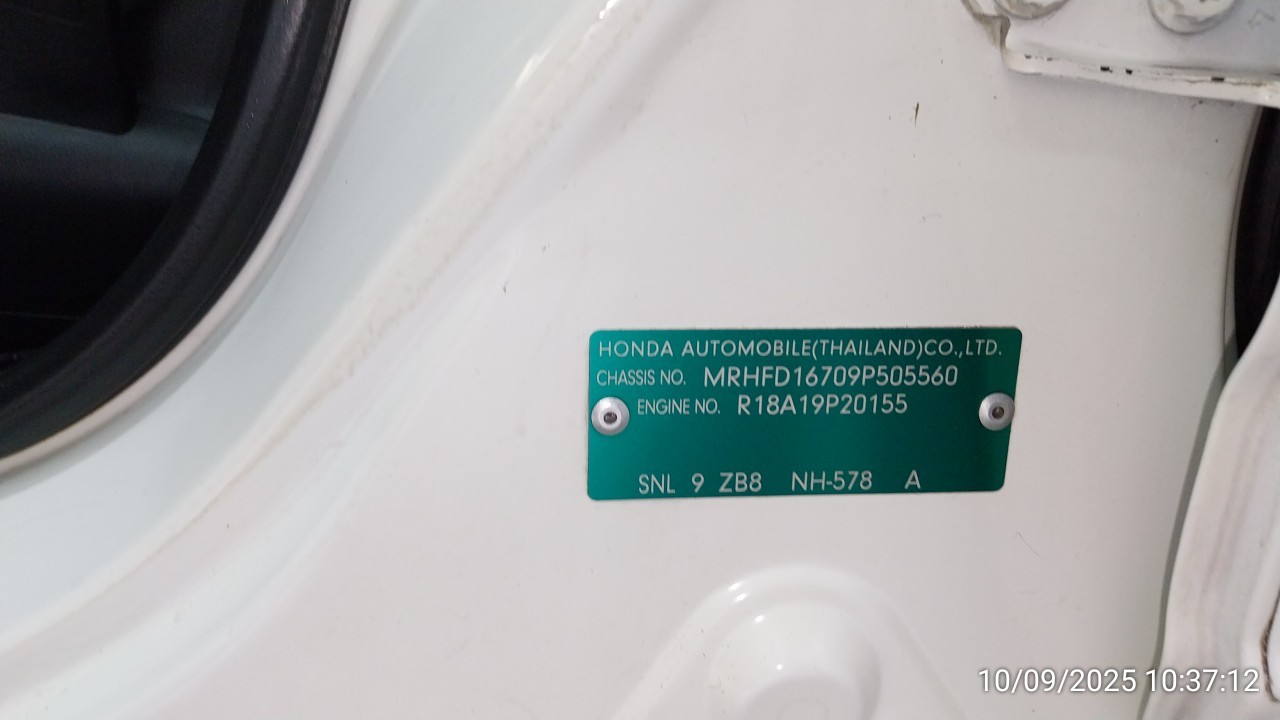 HONDA AUTOMOBILE(THAILAND)CO.,LTD.
CHASSIS NO. MRHFD16709P505560
ENGINE NO. R18A19P20155
SNL 9 ZB8 NH-578 A
10/09/2025 10:37:12